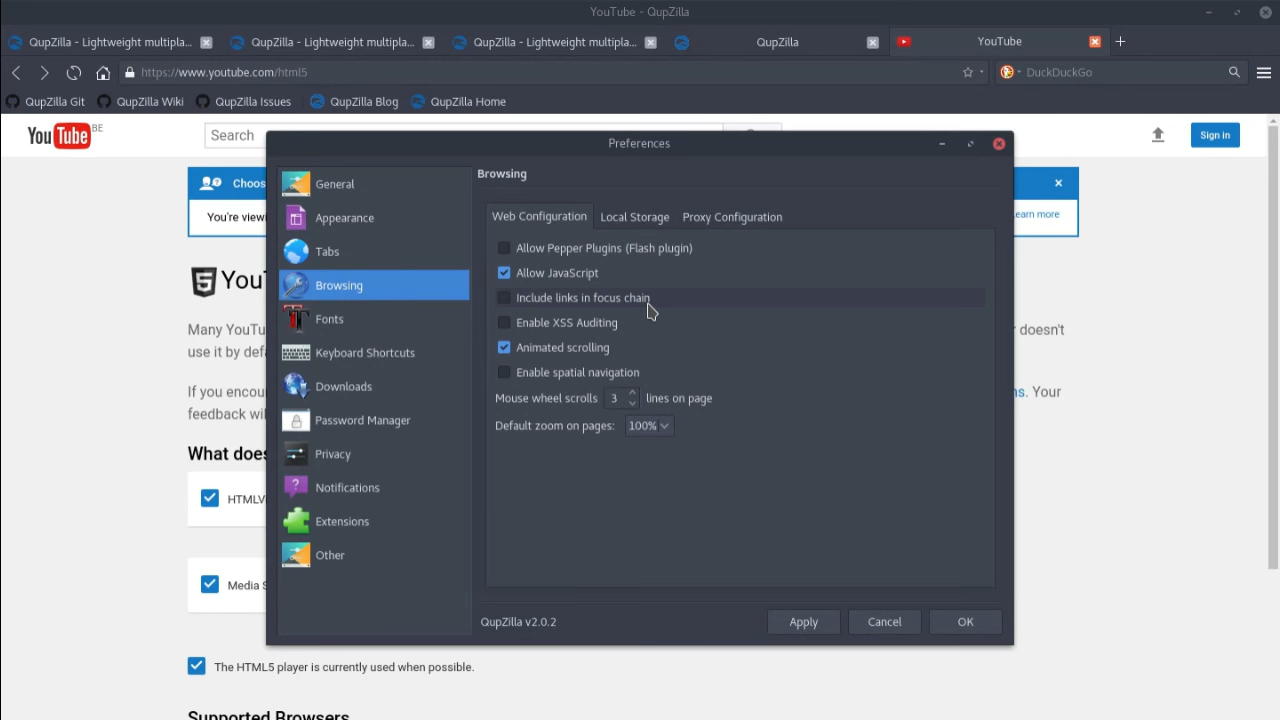 YouTube - QupZilla
QupZilla - Lightweight multipla...
QupZilla - Lightweight multipla...
QupZilla - Lightweight multipla...
QupZilla
YouTube
https://www.youtube.com/html5
DuckDuckGo
QupZilla Git
QupZilla Wiki
QupZilla Issues
QupZilla Blog
QupZilla Home
YouTube BE
Search
Sign in
Preferences
Choos
You're viewi
earn more
YouT
Many YouTu
r doesn't
use it by defa
If you encou
ns. Your
feedback wil
What does
HTMLV
Media S
The HTML5 player is currently used when possible.
Supported Browsers
General
Appearance
Tabs
Browsing
Fonts
Keyboard Shortcuts
Downloads
Password Manager
Privacy
Notifications
Extensions
Other
Browsing
Web Configuration
Local Storage
Proxy Configuration
Allow Pepper Plugins (Flash plugin)
Allow JavaScript
Include links in focus chain
Enable XSS Auditing
Animated scrolling
Enable spatial navigation
Mouse wheel scrolls 3 lines on page
Default zoom on pages: 100%
QupZilla v2.0.2
Apply
Cancel
OK